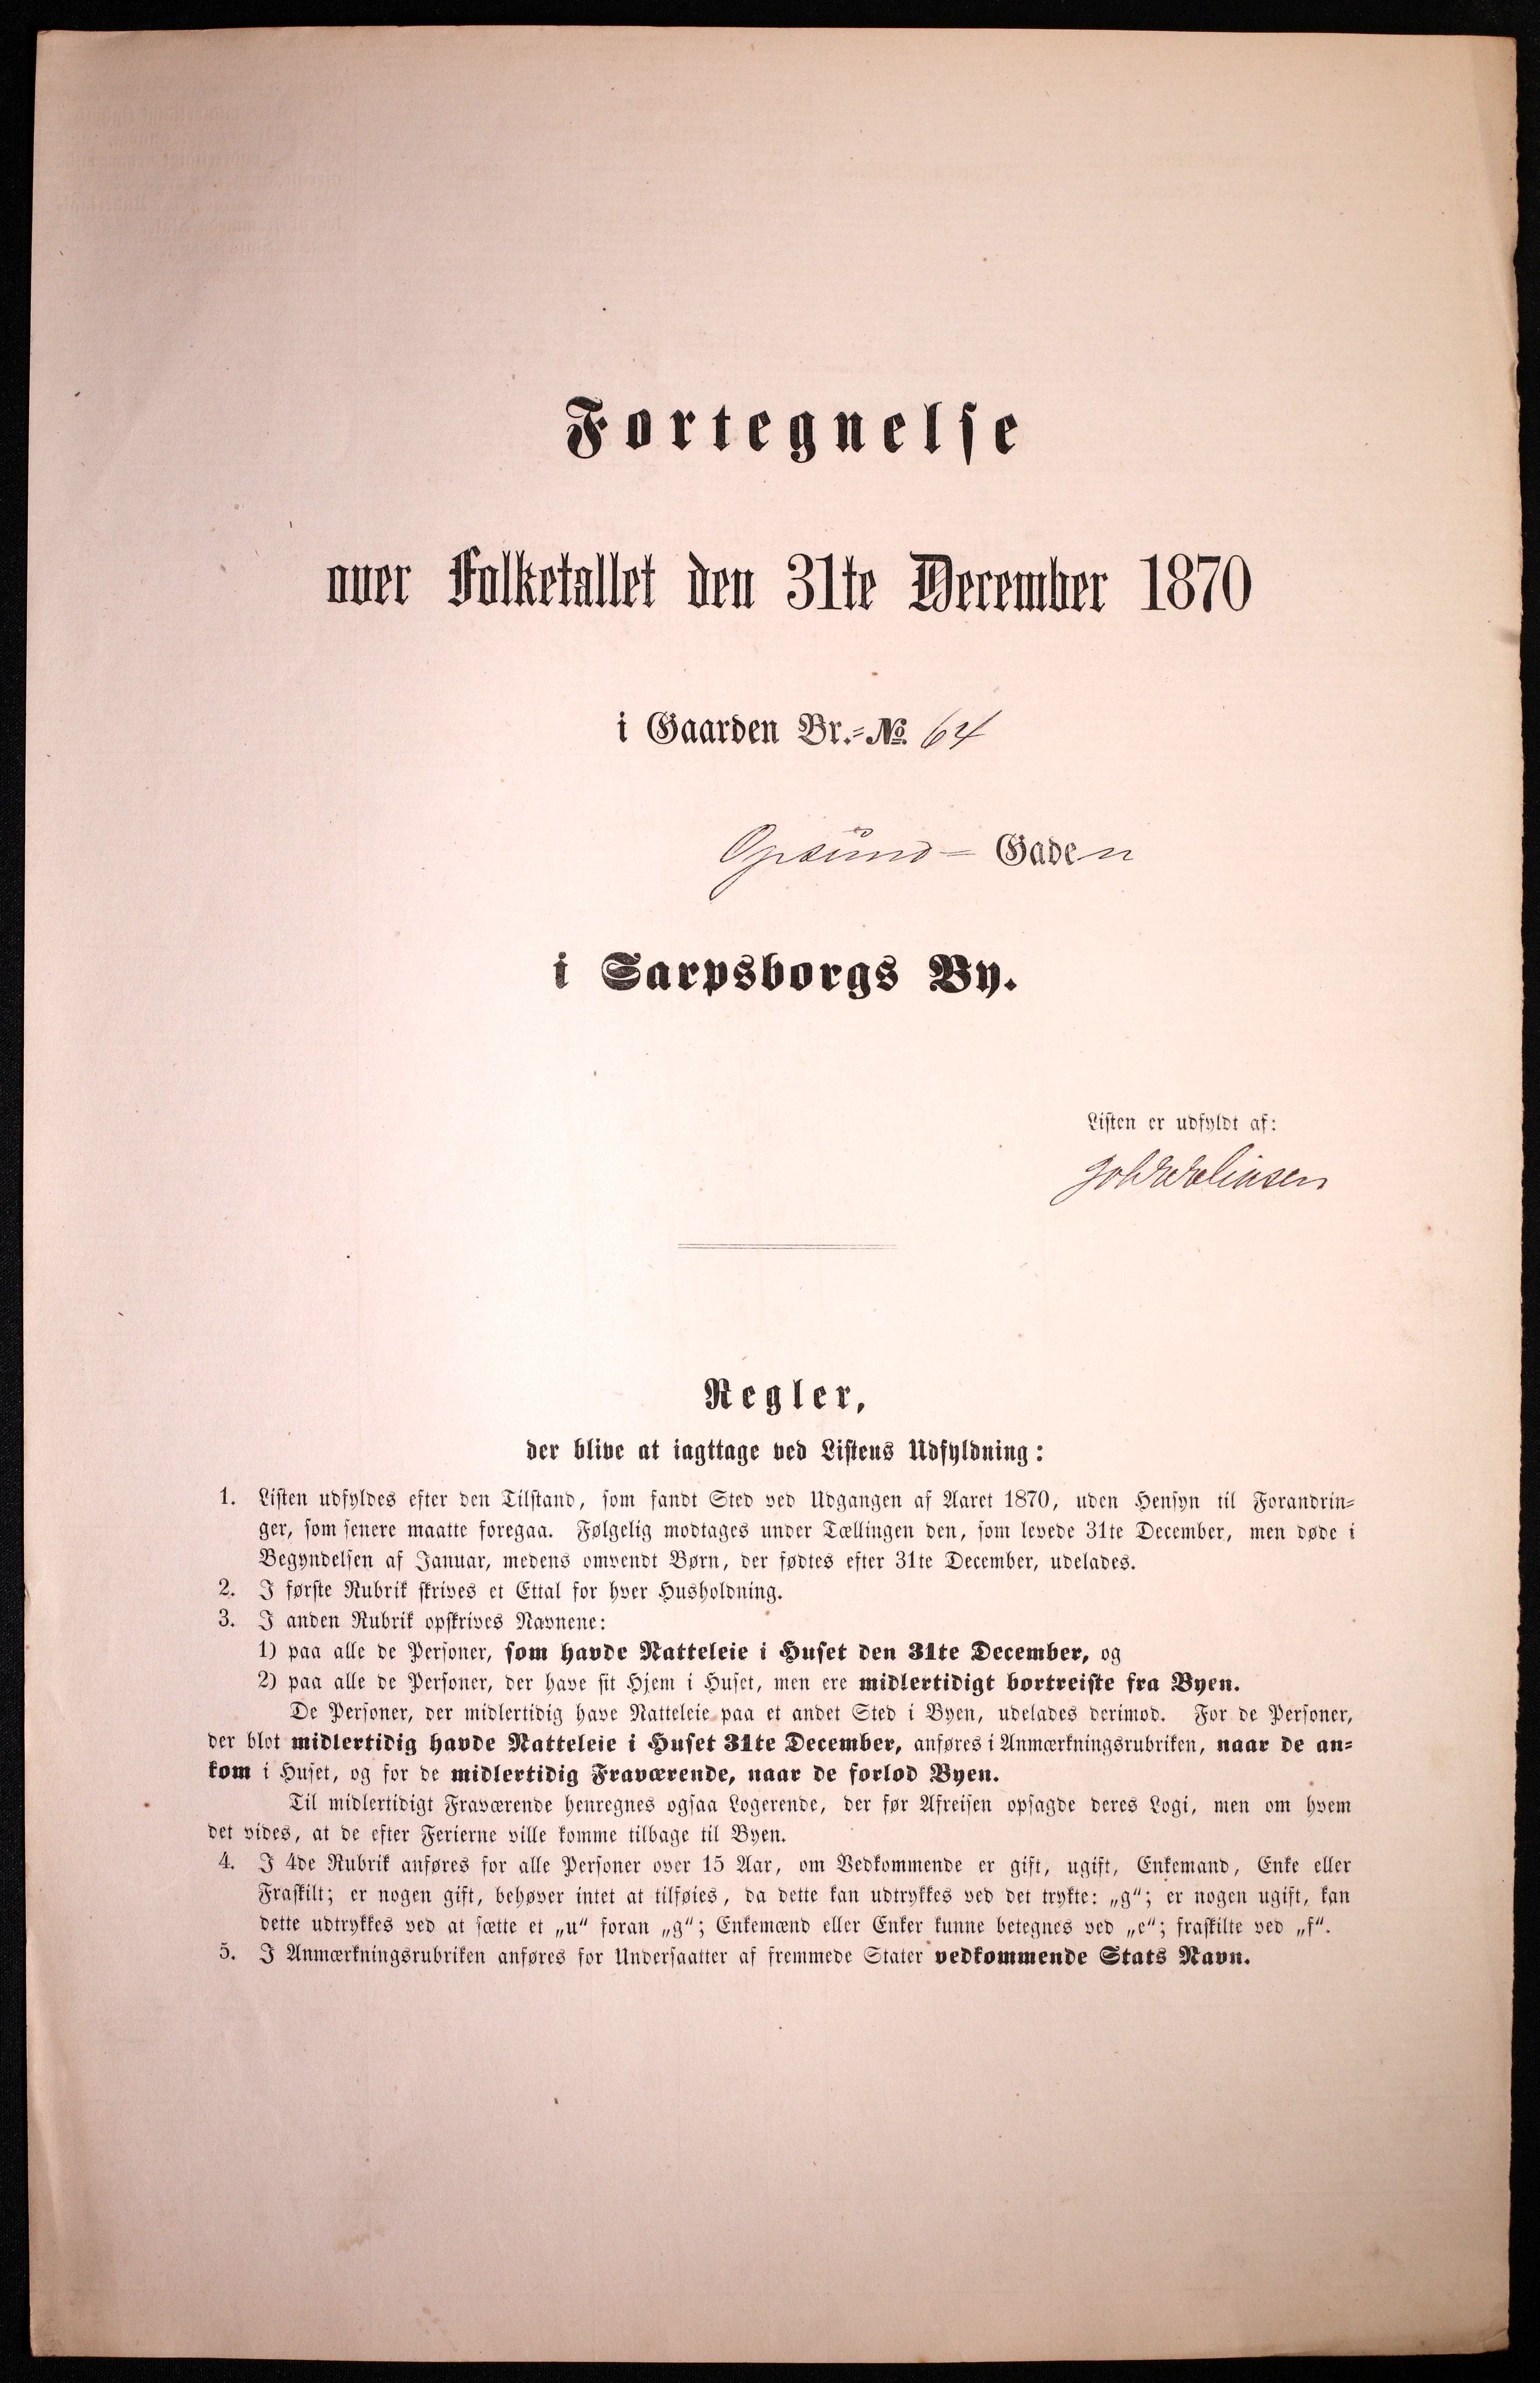 Fortegnelse
over Folketallet den 31te December 1870
i Gaarden Br.=No. 64
Opsund= Gaden
i Sarpsborgs By.
Listen er udfyldt af:
Regler,
der blive at iagttage ved Listens Udfyldning:
1. Listen udfyldes efter den Tilstand, som fandt Sted ved Udgangen af Aaret 1870, uden Hensyn til Forandrin=
ger, som senere maatte foregaa. Følgelig modtages under Tællingen den, som levede 31te December, men døde i
Begyndelsen af Januar, medens omvendt Børn, der fødtes efter 31te December, udelades.
2. I første Rubrik skrives et Ettal for hver Husholdning.
3. I anden Rubrik opskrives Navnene:
1) paa alle de Personer, som havde Natteleie i Huset den 31te December, og
2) paa alle de Personer, der have sit Hjem i Huset, men ere midlertidigt bortreiste fra Byen.
De Personer, der midlertidig have Natteleie paa et andet Sted i Byen, udelades derimod. For de Personer,
der blot midlertidig havde Natteleie i Huset 31te December, anføres i Anmærkningsrubriken, naar de an=
kom i Huset, og for de midlertidig Fraværende, naar de forlod Byen.
Til midlertidigt Fraværende henregnes ogsaa Logerende, der før Afreisen opsagde deres Logi, men om hvem
det vides, at de efter Ferierne ville komme tilbage til Byen.
4. I 4de Rubrik anføres for alle Personer over 15 Aar, om Vedkommende er gift, ugift, Enkemand, Enke eller
Fraskilt; er nogen gift, behøver intet at tilføies, da dette kan udtrykkes ved det trykte: „g“; er nogen ugift, kan
dette udtrykkes ved at sætte et „u“ foran „g“; Enkemænd eller Enker kunne betegnes ved „e“; fraskilte ved „f“.
5. I Anmærkningsrubriken anføres for Undersaatter af fremmede Stater vedkommende Stats Navn.